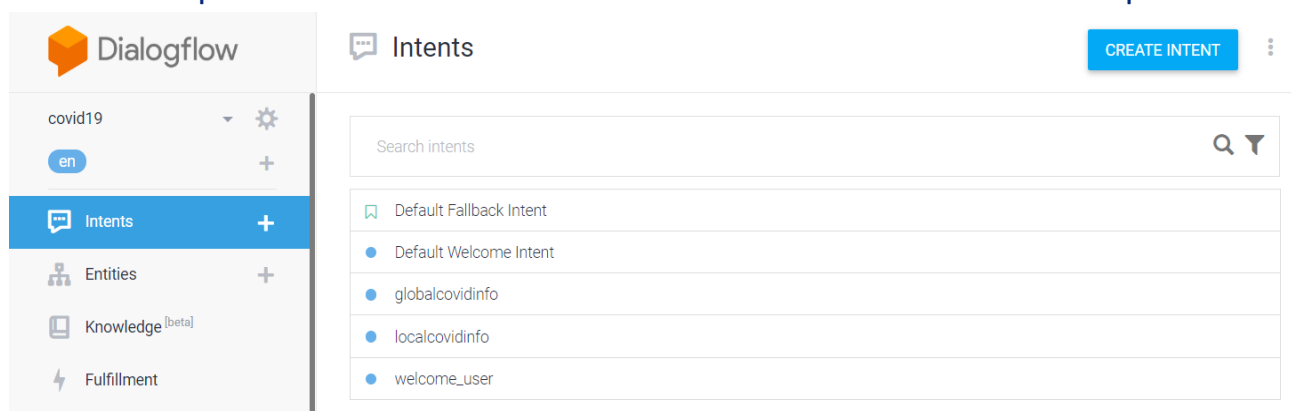 Dialogflow
Intents
CREATE INTENT
covid19
en
Search intents
Intents
Entities
Knowledge [beta]
Fulfillment
Default Fallback Intent
Default Welcome Intent
globalcovidinfo
localcovidinfo
welcome_user